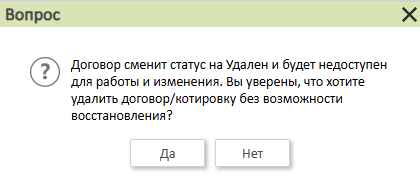 Вопрос
Договор сменит статус на Удален и будет недоступен
для работы и изменения. Вы уверены, что хотите
удалить договор/котировку без возможности
восстановления?
Да
Нет